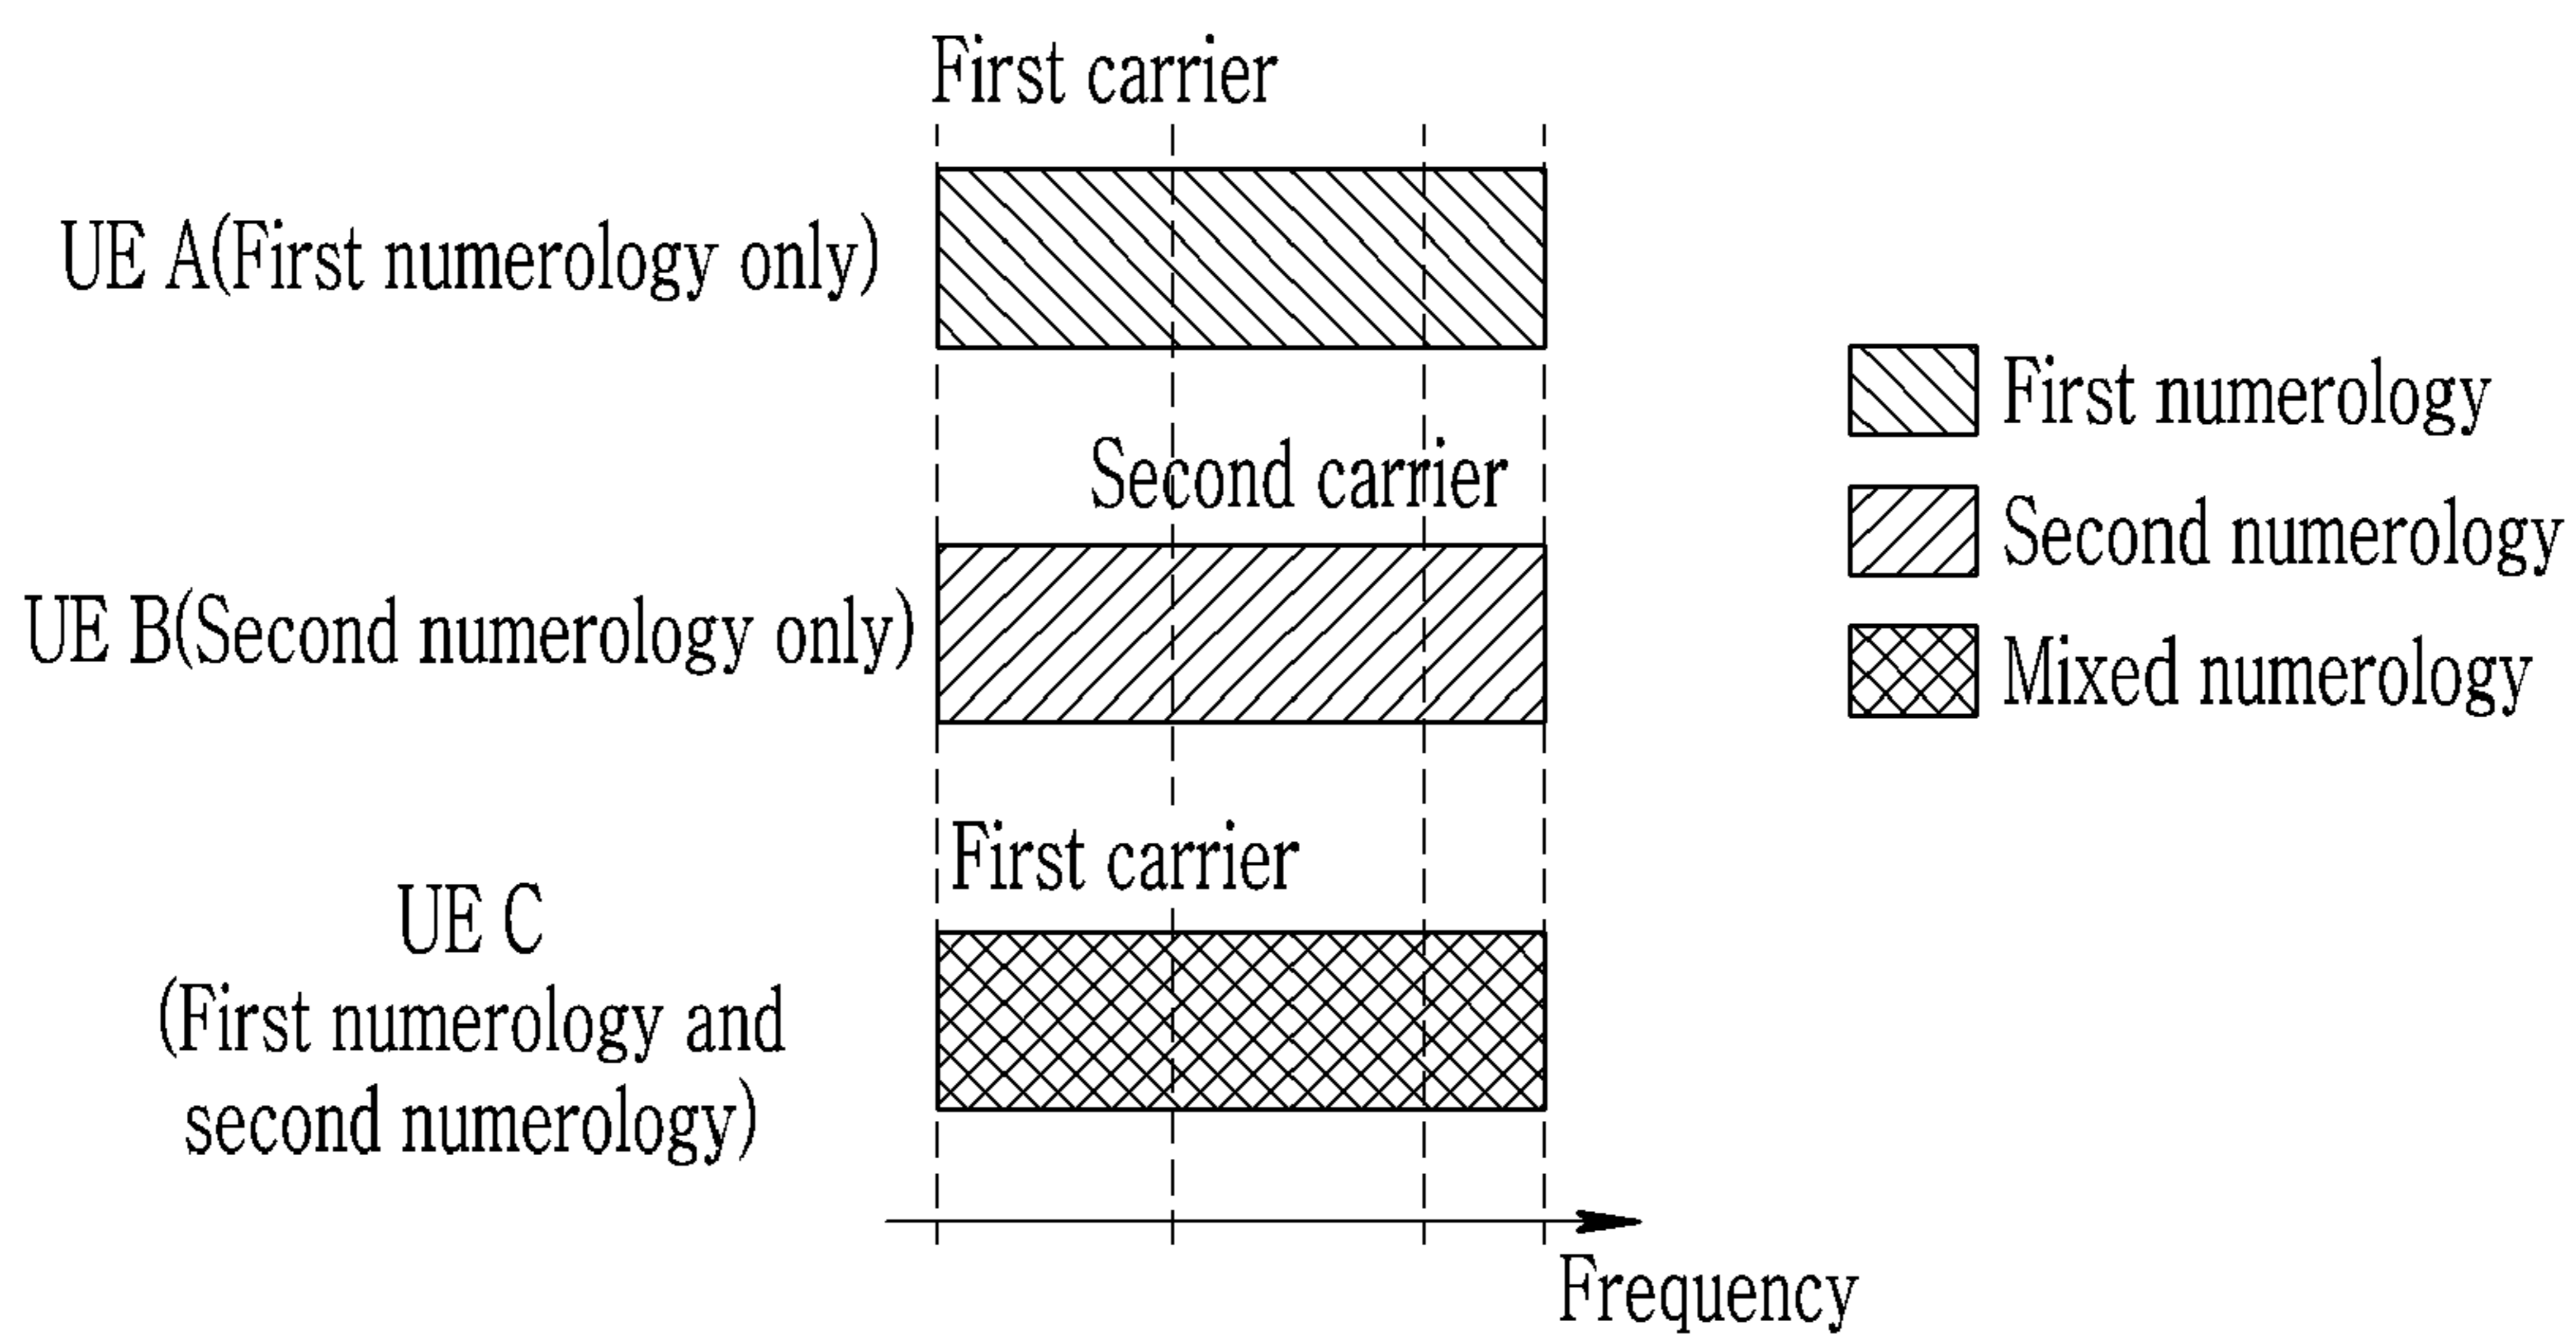 First carrier
UE A(First numerology only)
Second carrier
UE B(Second numerology only)
First carrier
UE C
(First numerology and
second numerology)
Frequency
First numerology
Second numerology
Mixed numerology